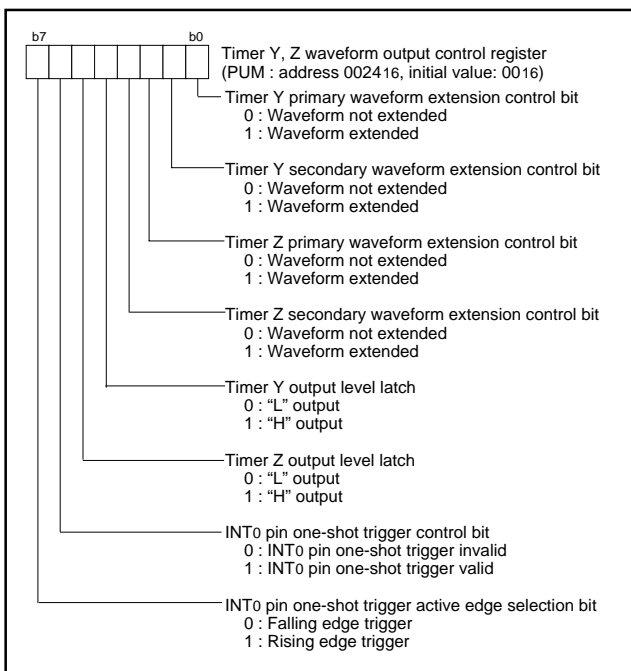 b7 b0
Timer Y, Z waveform output control register
(PUM : address 002416, initial value: 0016)
Timer Y primary waveform extension control bit
0 : Waveform not extended
1 : Waveform extended
Timer Y secondary waveform extension control bit
0 : Waveform not extended
1 : Waveform extended
Timer Z primary waveform extension control bit
0 : Waveform not extended
1 : Waveform extended
Timer Z secondary waveform extension control bit
0 : Waveform not extended
1 : Waveform extended
Timer Y output level latch
0 : “L” output
1 : “H” output
Timer Z output level latch
0 : “L” output
1 : “H” output
INT0 pin one-shot trigger control bit
0 : INT0 pin one-shot trigger invalid
1 : INT0 pin one-shot trigger valid
INT0 pin one-shot trigger active edge selection bit
0 : Falling edge trigger
1 : Rising edge trigger